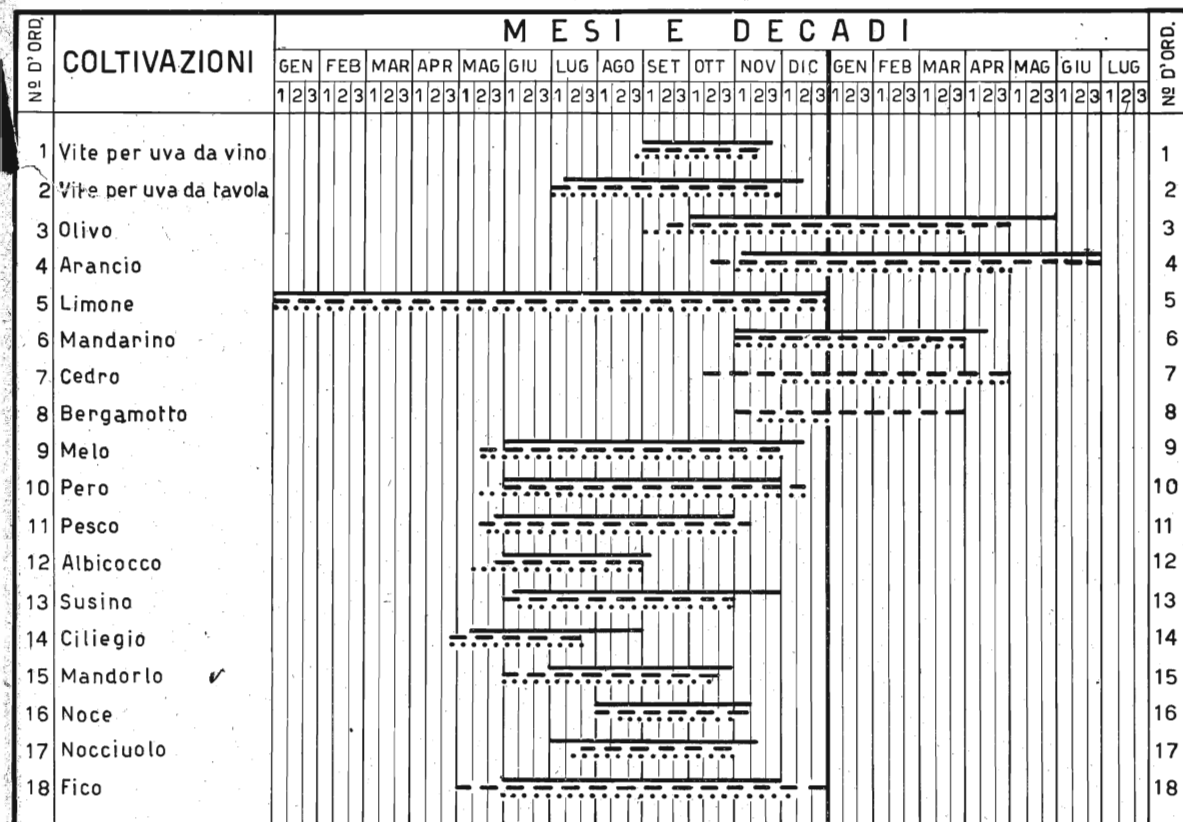 MESI E DECADI
Nº D'ORD. COLTIVAZIONI GEN FEB MAR APR MAG GIU LUG AGO SET OTT NOV DIC GEN FEB MAR APR MAG GIU LUG Nº D'ORD.
1 2 3 1 2 3 1 2 3 1 2 3 1 2 3 1 2 3 1 2 3 1 2 3 1 2 3 1 2 3 1 2 3 1 2 3 1 2 3 1 2 3 1 2 3 1 2 3 1 2 3 1 2 3 1 2 3
1 Vite per uva da vino 1
2 Vite per uva da tavola 2
3 Olivo 3
4 Arancio 4
5 Limone 5
6 Mandarino 6
7 Cedro 7
8 Bergamotto 8
9 Melo 9
10 Pero 10
11 Pesco 11
12 Albicocco 12
13 Susino 13
14 Ciliegio 14
15 Mandorlo 15
16 Noce 16
17 Nocciuolo 17
18 Fico 18